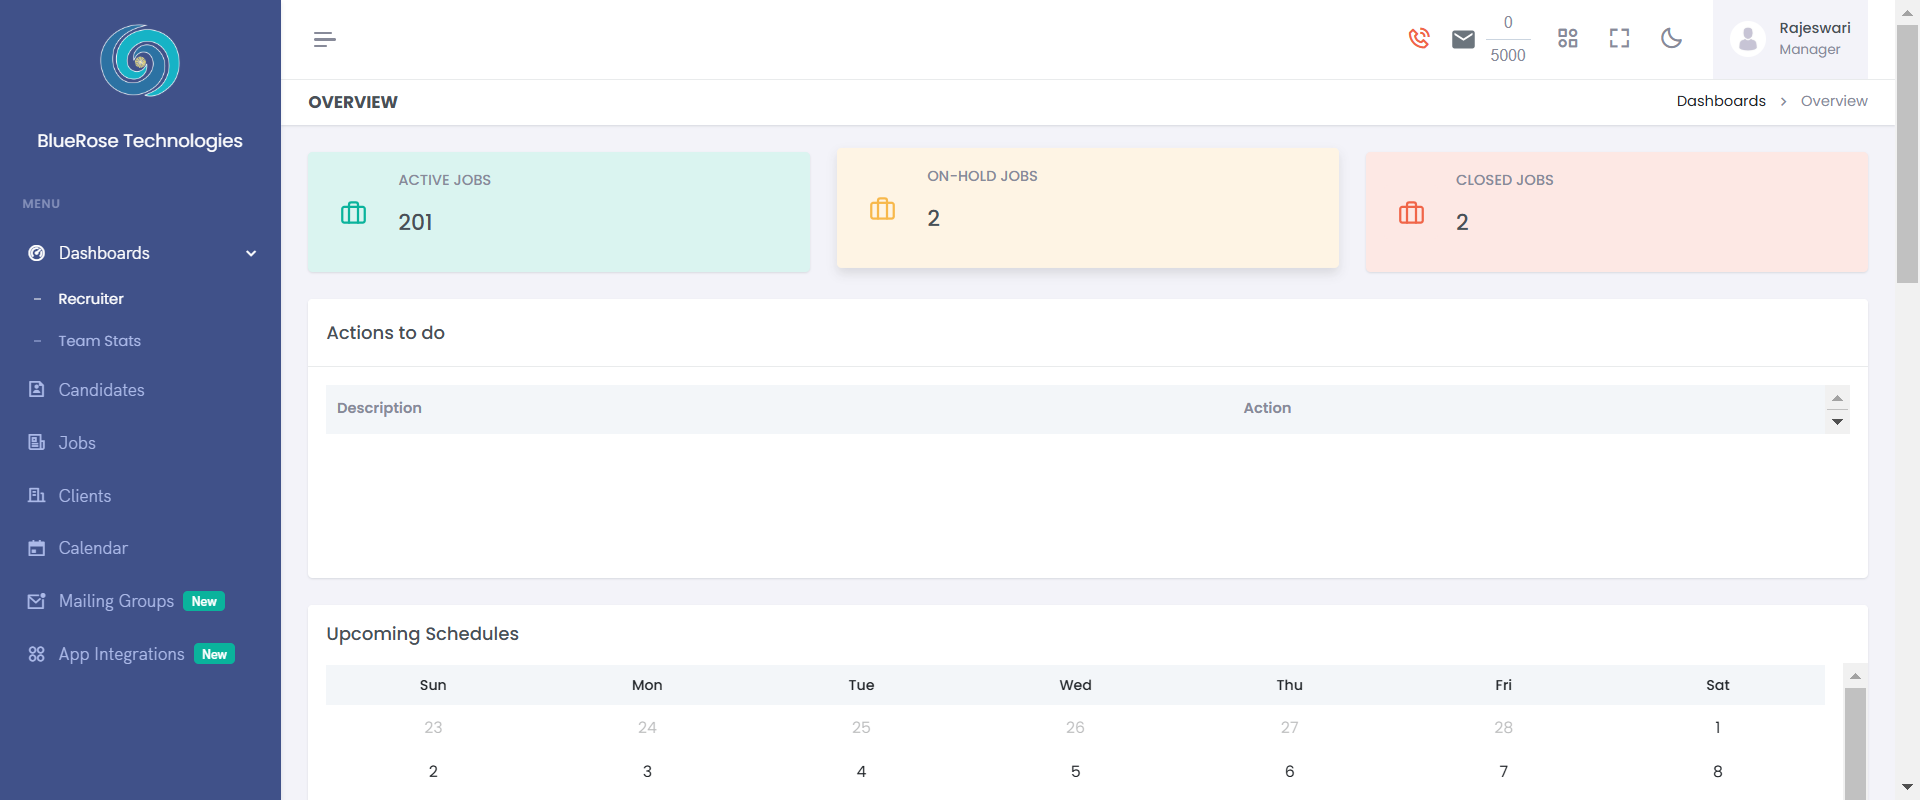 BlueRose Technologies
MENU
Dashboards
Recruiter
Team Stats
Candidates
Jobs
Clients
Calendar
Mailing Groups New
App Integrations New
0
5000
Rajeswari
Manager
OVERVIEW
Dashboards > Overview
ACTIVE JOBS
201
ON-HOLD JOBS
2
CLOSED JOBS
2
Actions to do
Description Action
Upcoming Schedules
Sun Mon Tue Wed Thu Fri Sat
23 24 25 26 27 28 1
2 3 4 5 6 7 8